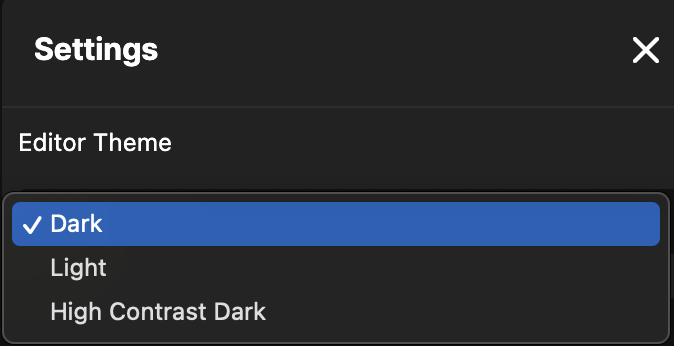 Settings
Editor Theme
Dark
Light
High Contrast Dark